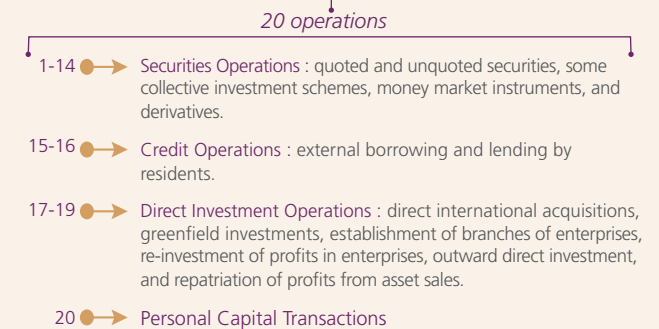 20 operations
1-14 Securities Operations : quoted and unquoted securities, some
collective investment schemes, money market instruments, and
derivatives.
15-16 Credit Operations : external borrowing and lending by
residents.
17-19 Direct Investment Operations : direct international acquisitions,
greenfield investments, establishment of branches of enterprises,
re-investment of profits in enterprises, outward direct investment,
and repatriation of profits from asset sales.
20 Personal Capital Transactions